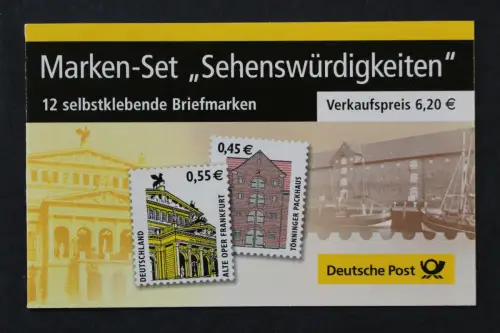 Marken-Set „Sehenswürdigkeiten“
12 selbstklebende Briefmarken
Verkaufspreis 6,20 €
0,55 €
DEUTSCHLAND
ALTE OPER FRANKFURT
0,45 €
TÖNNINGER PACKHAUS
Deutsche Post